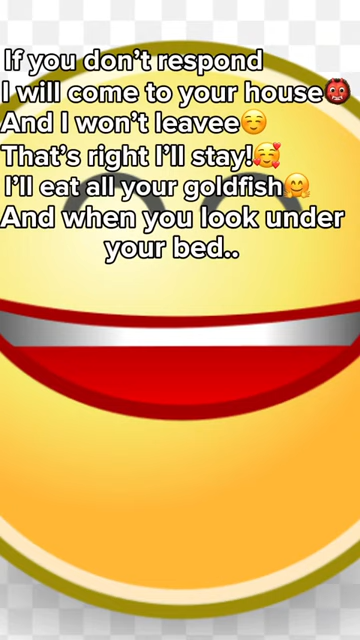 If you don't respond
I will come to your house👹
And I won't leavee☺️
That's right I'll stay!🥰
I'll eat all your goldfish🤗
And when you look under
your bed..